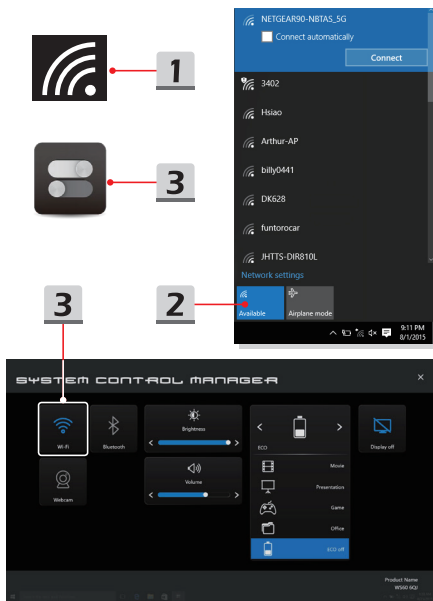 1
3
3
2
NETGEAR90-NBTAS_5G
Connect automatically
Connect
3402
Hsiao
Arthur-AP
billy0441
DK628
funtorocar
JHTTS-DIR810L
Network settings
Available
Airplane mode
9:11 PM
8/1/2015
SYSTEM CONTROL MANAGER
Wi-Fi
Bluetooth
Brightness
ECO
Display off
Webcam
Volume
Movie
Presentation
Game
Office
ECO off
Product Name
WS60 6QJ